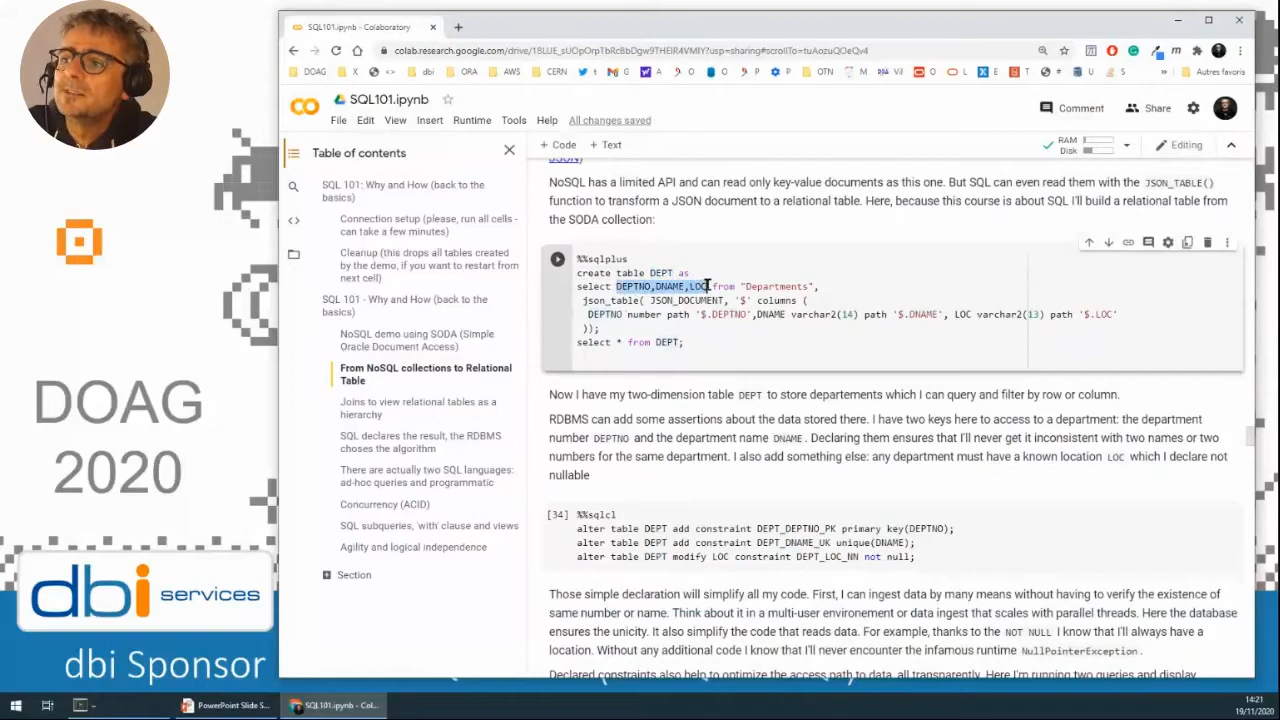 SQL101.ipynb - Colaboratory
colab.research.google.com/drive/18LUE_sUOpOrpTbRcBbDgw9THEIR4VMlY?usp=sharing#scrollTo=tuAozuQOeQv4
DOAG X <> dbi ORA AWS CERN t G A O O P OTN M Vill O L E T # U S » Autres favoris
SQL101.ipynb
Comment Share
File Edit View Insert Runtime Tools Help All changes saved
+ Code + Text
RAM
Disk
Editing
Table of contents
SQL 101: Why and How (back to the
basics)
Connection setup (please, run all cells -
can take a few minutes)
Cleanup (this drops all tables created
by the demo, if you want to restart from
next cell)
SQL 101 - Why and How (back to the
basics)
NoSQL demo using SODA (Simple
Oracle Document Access)
From NoSQL collections to Relational
Table
Joins to view relational tables as a
hierarchy
SQL declares the result, the RDBMS
choses the algorithm
There are actually two SQL languages:
ad-hoc queries and programmatic
Concurrency (ACID)
SQL subqueries, 'with' clause and views
Agility and logical independence
Section
JSON)
NoSQL has a limited API and can read only key-value documents as this one. But SQL can even read them with the JSON_TABLE()
function to transform a JSON document to a relational table. Here, because this course is about SQL I'll build a relational table from
the SODA collection:
%%sqlplus
create table DEPT as
select DEPTNO,DNAME,LOC from "Departments",
json_table( JSON_DOCUMENT, '$' columns (
DEPTNO number path '$.DEPTNO',DNAME varchar2(14) path '$.DNAME', LOC varchar2(13) path '$.LOC'
));
select * from DEPT;
Now I have my two-dimension table DEPT to store departements which I can query and filter by row or column.
RDBMS can add some assertions about the data stored there. I have two keys here to access to a department: the department
number DEPTNO and the department name DNAME. Declaring them ensures that I'll never get it inconsistent with two names or two
numbers for the same department. I also add something else: any department must have a known location LOC which I declare not
nullable
[34] %%sqlcl
alter table DEPT add constraint DEPT_DEPTNO_PK primary key(DEPTNO);
alter table DEPT add constraint DEPT_DNAME_UK unique(DNAME);
alter table DEPT modify LOC constraint DEPT_LOC_NN not null;
Those simple declaration will simplify all my code. First, I can ingest data by many means without having to verify the existence of
same number or name. Think about it in a multi-user environement or data ingest that scales with parallel threads. Here the database
ensures the unicity. It also simplify the code that reads data. For example, thanks to the NOT NULL I know that I'll always have a
location. Without any additional code I know that I'll never encounter the infamous runtime NullPointerException.
Declared constraints also help to optimize the access path to data, all transparently. Here I'm running two queries and display
DOAG
2020
dbi services
dbi Sponsor
PowerPoint Slide S...
SQL101.ipynb - Col...
14:21
19/11/2020